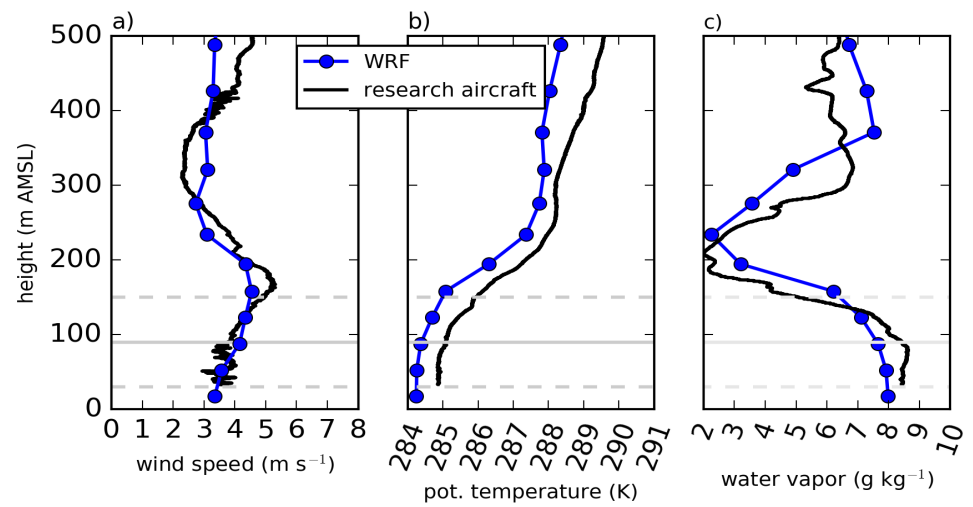 a) b) c)
500
400
300
200
100
0
height (m AMSL)
WRF
research aircraft
0 1 2 3 4 5 6 7 8
284 285 286 287 288 289 290 291
2 3 4 5 6 7 8 9 10
wind speed (m s⁻¹)
pot. temperature (K)
water vapor (g kg⁻¹)